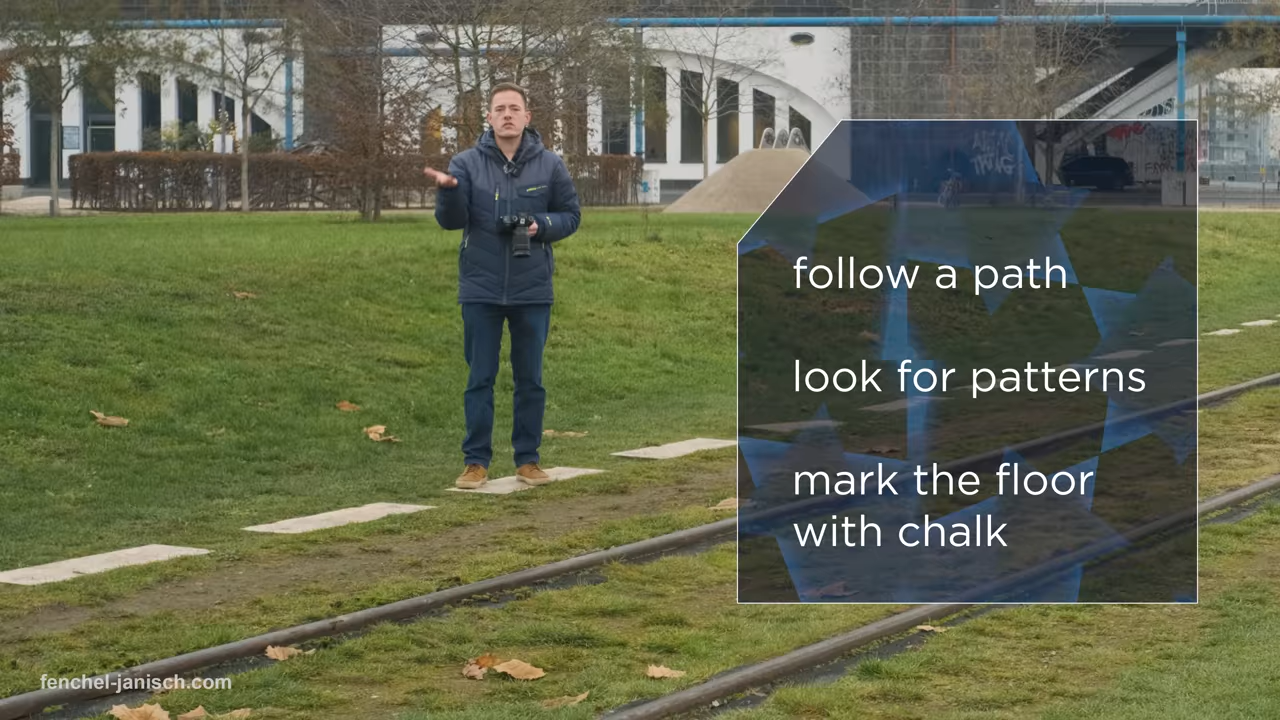 follow a path
look for patterns
mark the floor
with chalk
fenchel-janisch.com